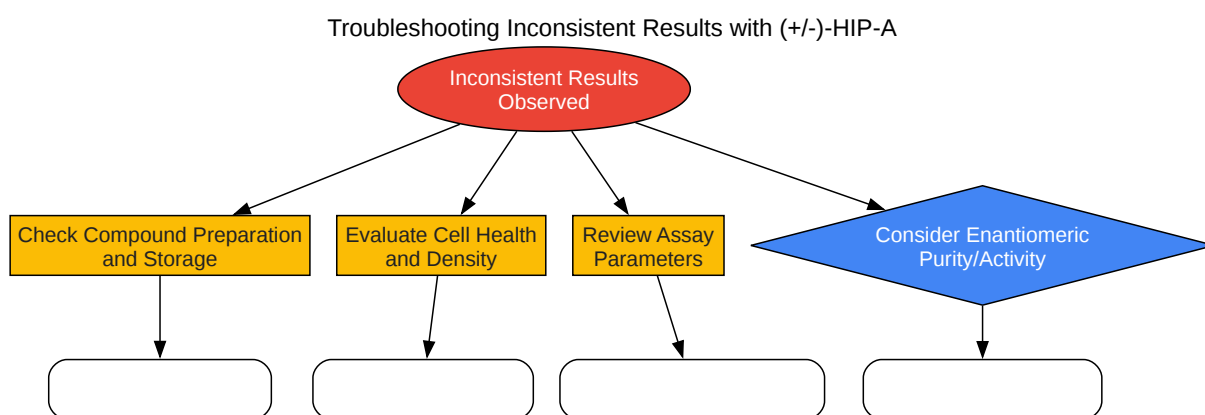 Troubleshooting Inconsistent Results with (+/-)-HIP-A
Inconsistent Results
Observed
Check Compound Preparation
and Storage
Evaluate Cell Health
and Density
Review Assay
Parameters
Consider Enantiomeric
Purity/Activity